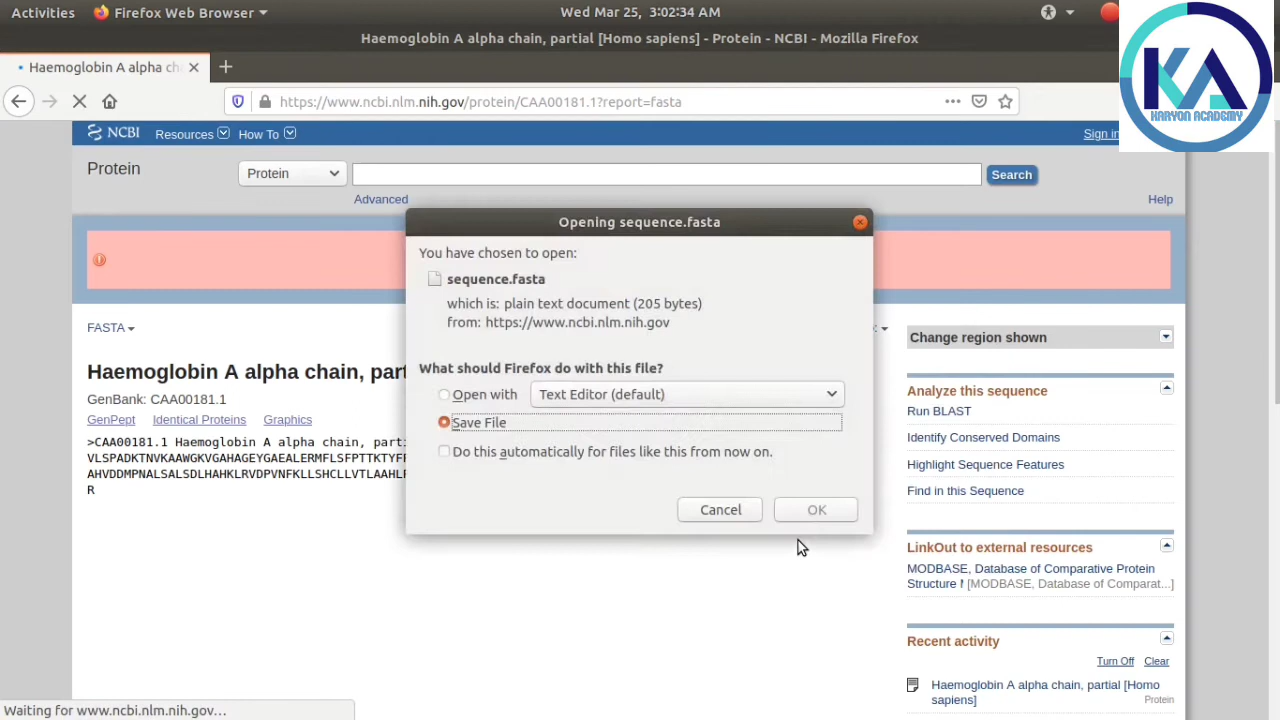 Activities Firefox Web Browser Wed Mar 25, 3:02:34 AM
Haemoglobin A alpha chain, partial [Homo sapiens] - Protein - NCBI - Mozilla Firefox
Haemoglobin A alpha ch
https://www.ncbi.nlm.nih.gov/protein/CAA00181.1?report=fasta
KA
KARYON ACADEMY
NCBI Resources How To Sign in
Protein Protein Search
Advanced Help
Opening sequence.fasta
You have chosen to open:
sequence.fasta
which is: plain text document (205 bytes)
from: https://www.ncbi.nlm.nih.gov
What should Firefox do with this file?
Open with Text Editor (default)
Save File
Do this automatically for files like this from now on.
Cancel OK
FASTA
Haemoglobin A alpha chain, part
GenBank: CAA00181.1
GenPept Identical Proteins Graphics
>CAA00181.1 Haemoglobin A alpha chain, parti
VLSPADKTNVKAAWGKVGAHAGEYGAEALERMFLSFPTTKTYFP
AHVDDMPNALSALSDLHAHKLRVDPVNFKLLSHCLLVTLAAHLP
R
Change region shown
Analyze this sequence
Run BLAST
Identify Conserved Domains
Highlight Sequence Features
Find in this Sequence
LinkOut to external resources
MODBASE, Database of Comparative Protein
Structure [MODBASE, Database of Comparat...]
Recent activity
Turn Off Clear
Haemoglobin A alpha chain, partial [Homo
sapiens] Protein
Waiting for www.ncbi.nlm.nih.gov...